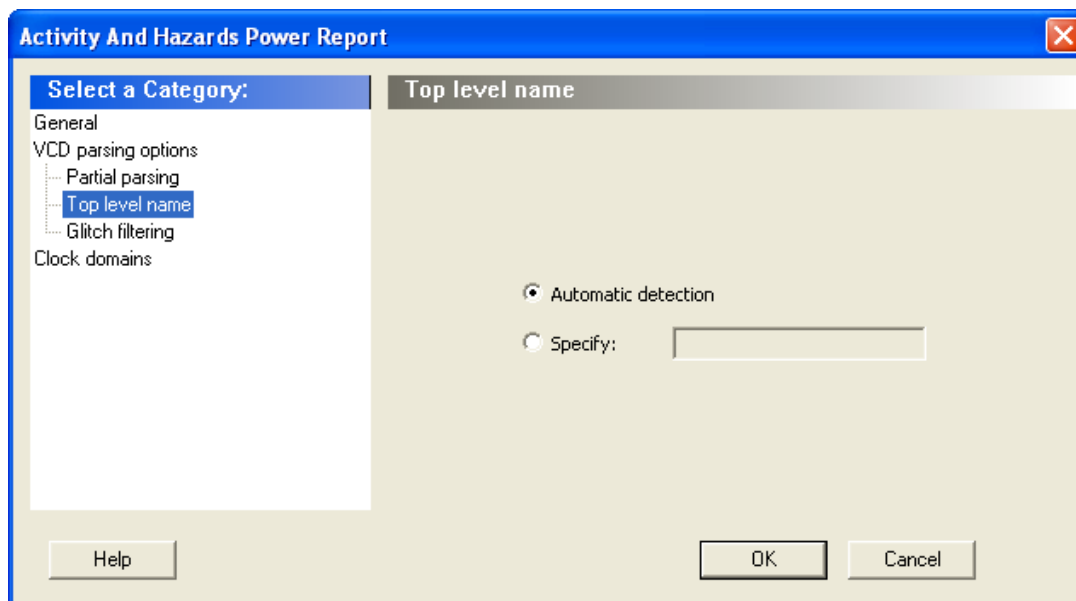 Activity And Hazards Power Report
Select a Category:
General
VCD parsing options
Partial parsing
Top level name
Glitch filtering
Clock domains
Top level name
Automatic detection
Specify:
Help
OK
Cancel